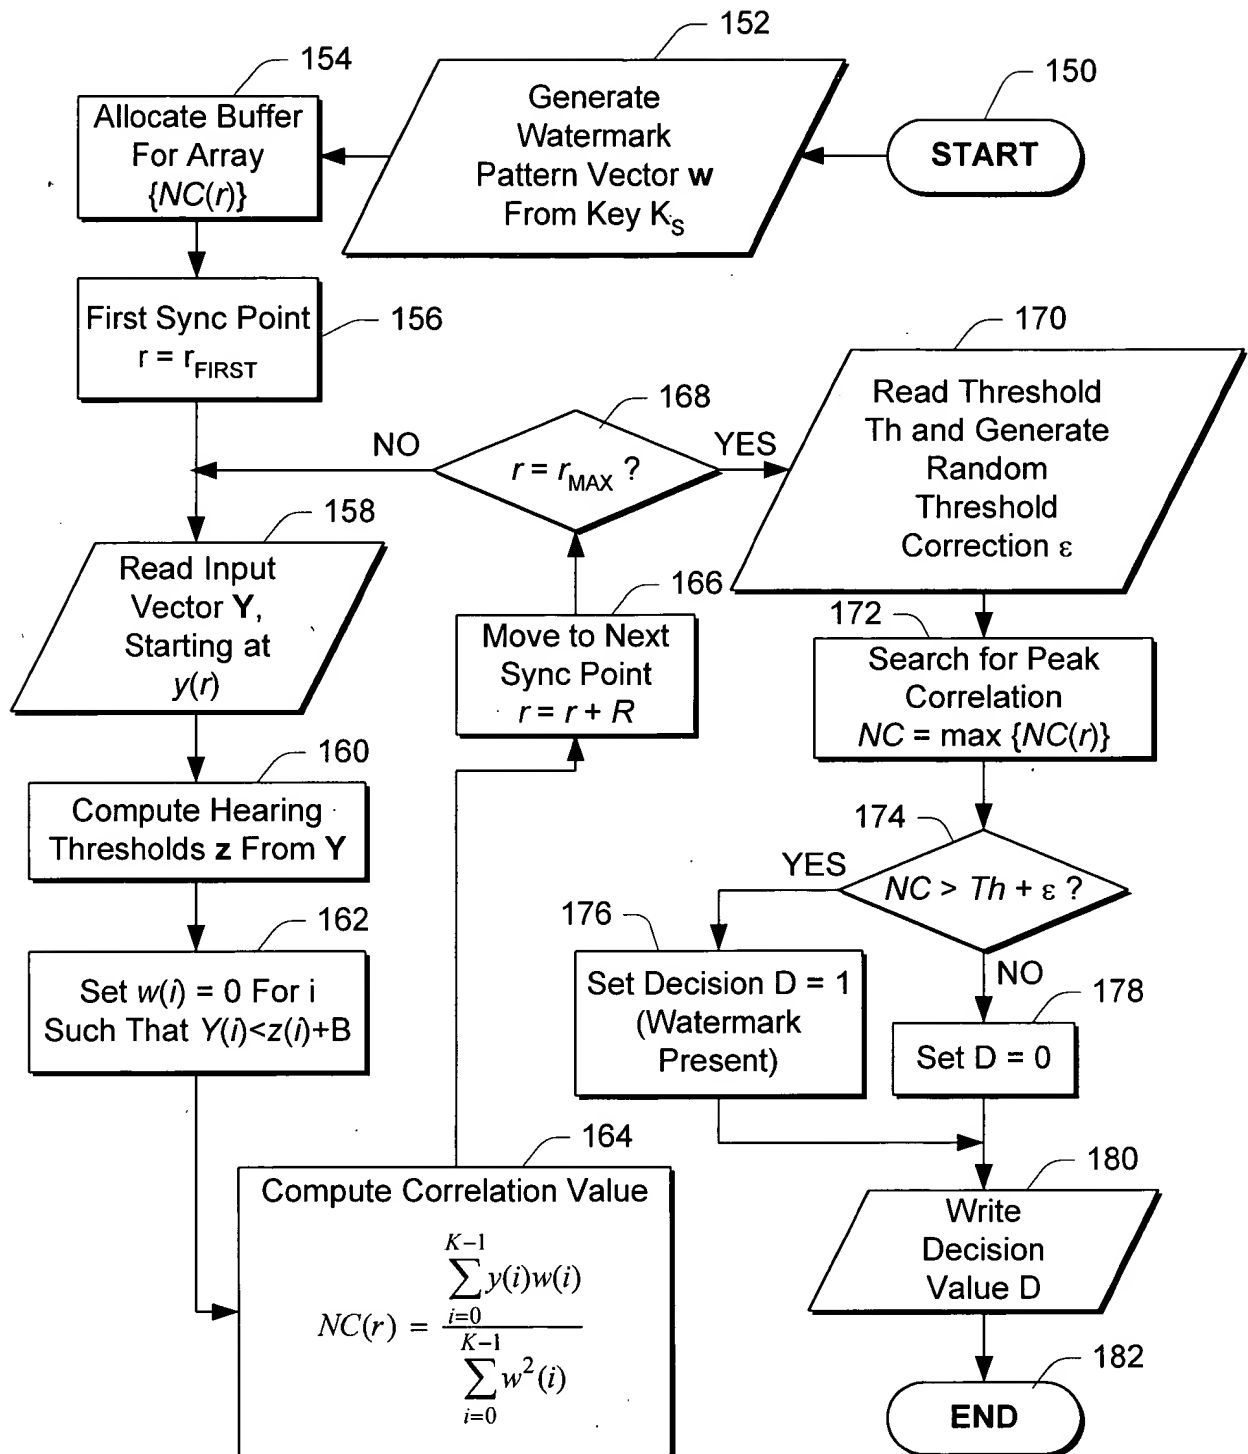 150
START
152
Generate
Watermark
Pattern Vector w
From Key K_S
154
Allocate Buffer
For Array
{NC(r)}
First Sync Point
r = r_FIRST
156
168
NO
r = r_MAX ?
YES
158
Read Input
Vector Y,
Starting at
y(r)
160
Compute Hearing
Thresholds z From Y
162
Set w(i) = 0 For i
Such That Y(i)<z(i)+B
164
Compute Correlation Value
NC(r) = \frac{\sum_{i=0}^{K-1} y(i)w(i)}{\sum_{i=0}^{K-1} w^2(i)}
166
Move to Next
Sync Point
r = r + R
170
Read Threshold
Th and Generate
Random
Threshold
Correction ε
172
Search for Peak
Correlation
NC = max {NC(r)}
174
YES
NC > Th + ε ?
NO
176
Set Decision D = 1
(Watermark
Present)
178
Set D = 0
180
Write
Decision
Value D
182
END